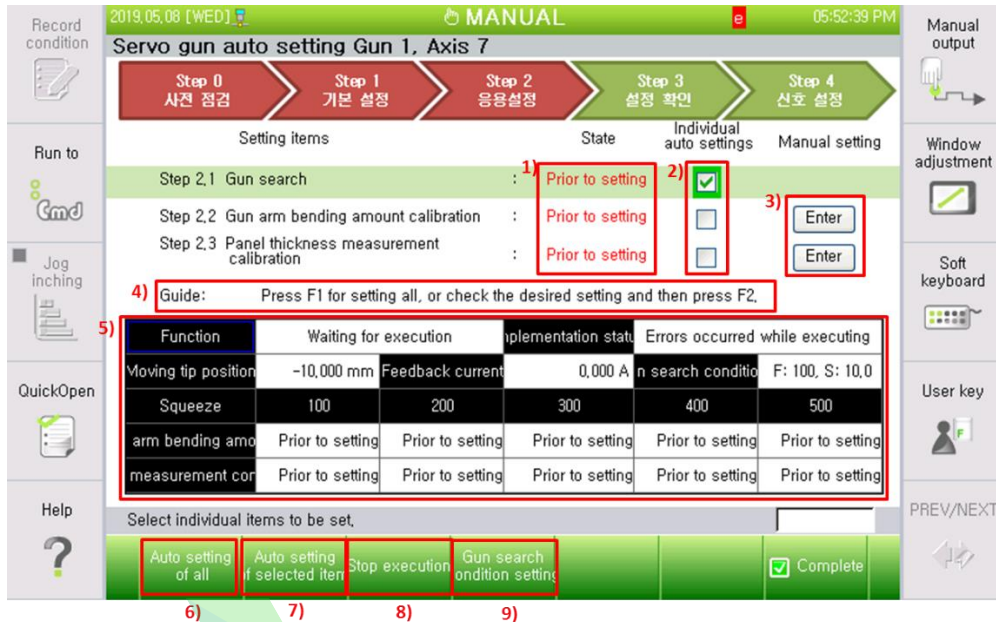 Record
condition
2019,05,08 [WED]
MANUAL
e
05:52:39 PM
Manual
output
Servo gun auto setting Gun 1, Axis 7
Step 0
사전 점검
Step 1
기본 설정
Step 2
응용설정
Step 3
설정 확인
Step 4
신호 설정
Setting items
State
Individual
auto settings
Manual setting
Run to
Cmd
Window
adjustment
1)
2)
3)
Step 2,1 Gun search : Prior to setting
Step 2,2 Gun arm bending amount calibration : Prior to setting Enter
Step 2,3 Panel thickness measurement
calibration : Prior to setting Enter
Jog
inching
Soft
keyboard
4) Guide: Press F1 for setting all, or check the desired setting and then press F2,
5)
Function Waiting for execution nplementation statu Errors occurred while executing
Moving tip position -10,000 mm Feedback current 0,000 A n search conditio F: 100, S: 10,0
Squeeze 100 200 300 400 500
arm bending amo Prior to setting Prior to setting Prior to setting Prior to setting Prior to setting
measurement cor Prior to setting Prior to setting Prior to setting Prior to setting Prior to setting
QuickOpen
User key
F
Help
?
PREV/NEXT
Select individual items to be set,
Auto setting
of all
Auto setting
of selected item
Stop execution
Gun search
ondition setting
Complete
6)
7)
8)
9)